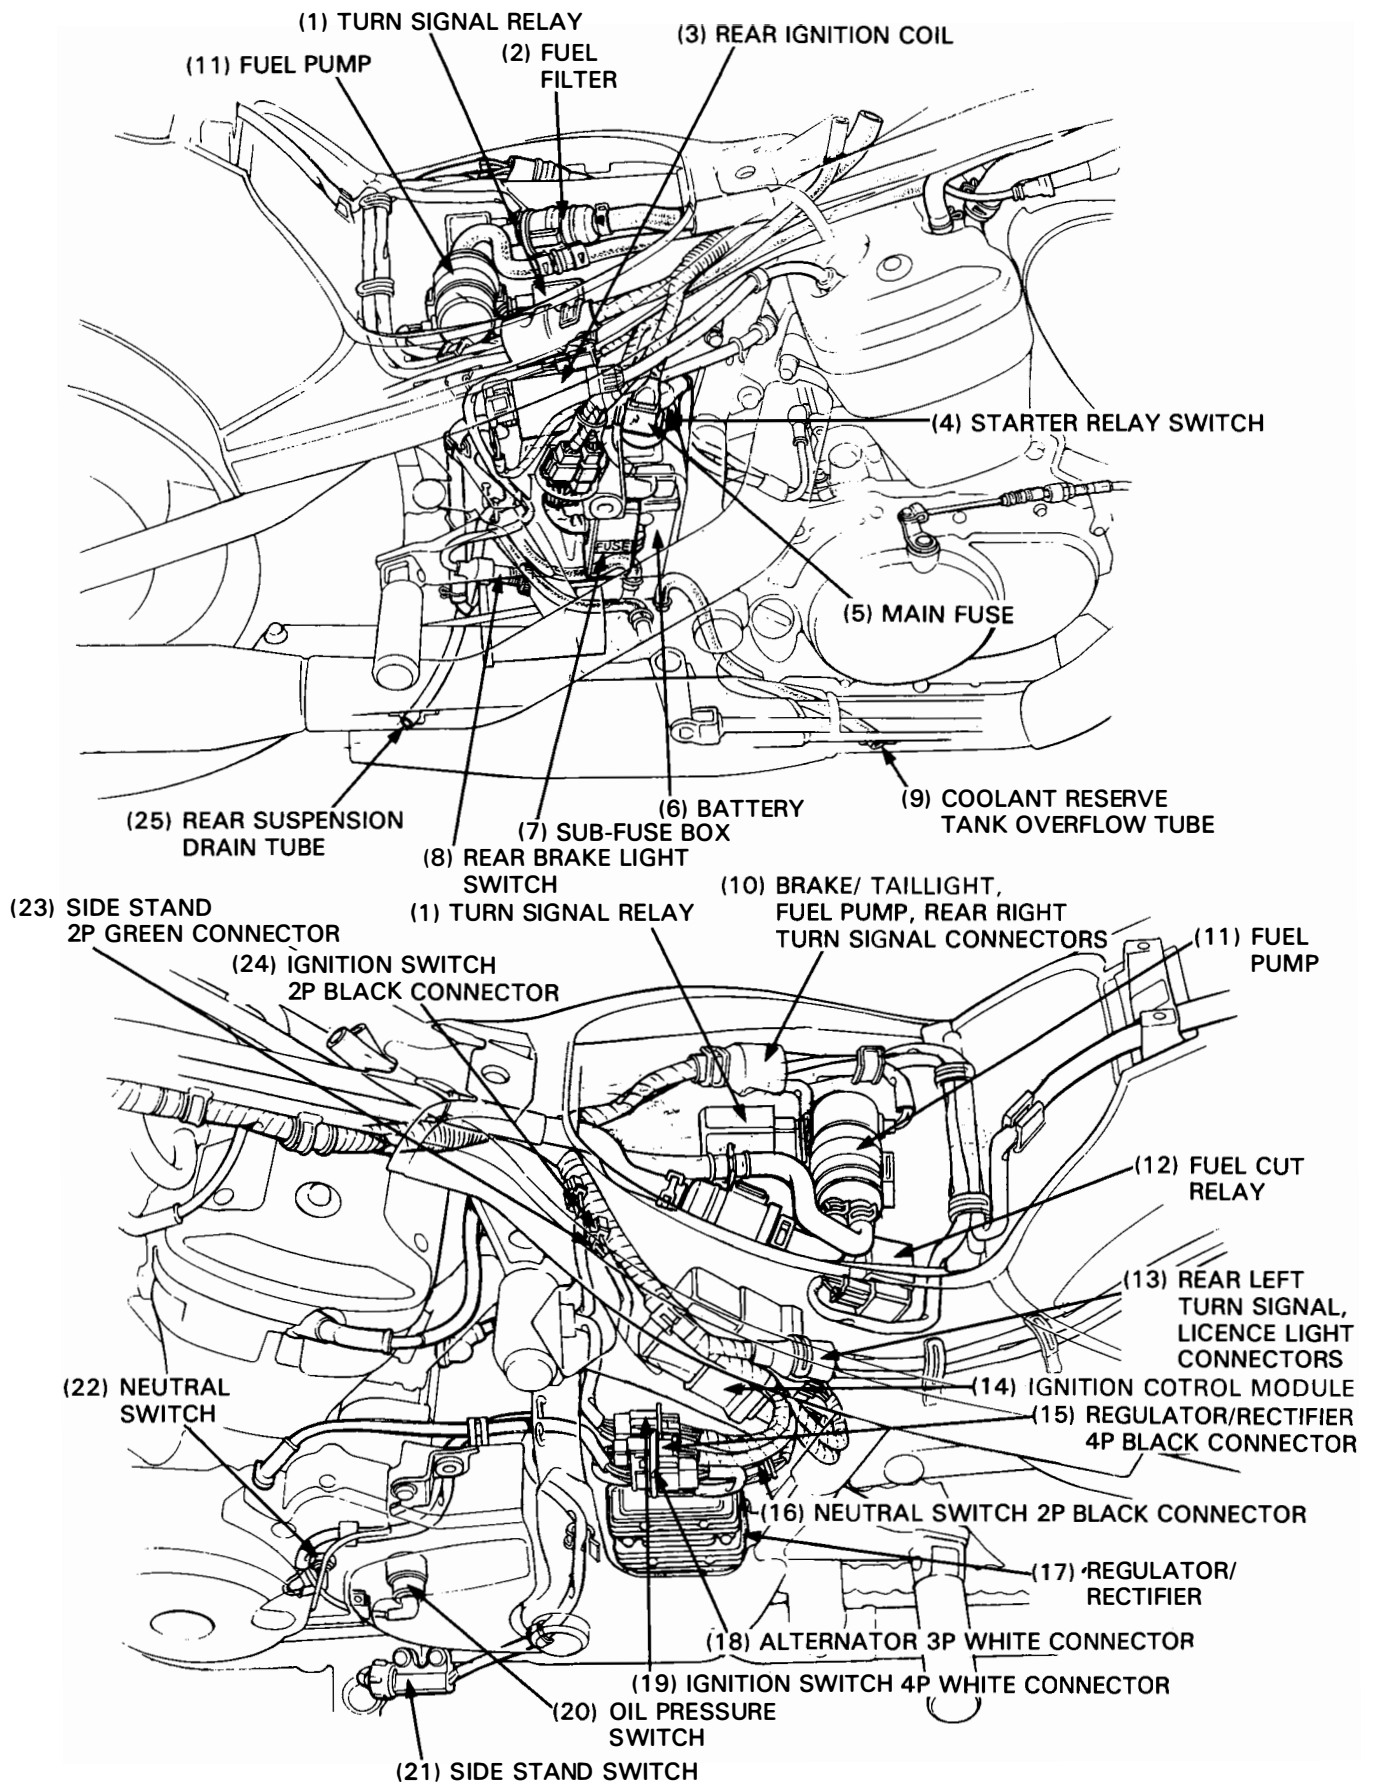 (1) TURN SIGNAL RELAY
(2) FUEL
FILTER
(3) REAR IGNITION COIL
(11) FUEL PUMP
(4) STARTER RELAY SWITCH
FUSE
(5) MAIN FUSE
(6) BATTERY
(9) COOLANT RESERVE
TANK OVERFLOW TUBE
(25) REAR SUSPENSION
DRAIN TUBE
(7) SUB-FUSE BOX
(8) REAR BRAKE LIGHT
SWITCH
(10) BRAKE/ TAILLIGHT,
FUEL PUMP, REAR RIGHT
TURN SIGNAL CONNECTORS
(23) SIDE STAND
2P GREEN CONNECTOR
(1) TURN SIGNAL RELAY
(11) FUEL
PUMP
(24) IGNITION SWITCH
2P BLACK CONNECTOR
(12) FUEL CUT
RELAY
(13) REAR LEFT
TURN SIGNAL,
LICENCE LIGHT
CONNECTORS
(22) NEUTRAL
SWITCH
(14) IGNITION COTROL MODULE
(15) REGULATOR/RECTIFIER
4P BLACK CONNECTOR
(16) NEUTRAL SWITCH 2P BLACK CONNECTOR
(17) REGULATOR/
RECTIFIER
(18) ALTERNATOR 3P WHITE CONNECTOR
(19) IGNITION SWITCH 4P WHITE CONNECTOR
(20) OIL PRESSURE
SWITCH
(21) SIDE STAND SWITCH